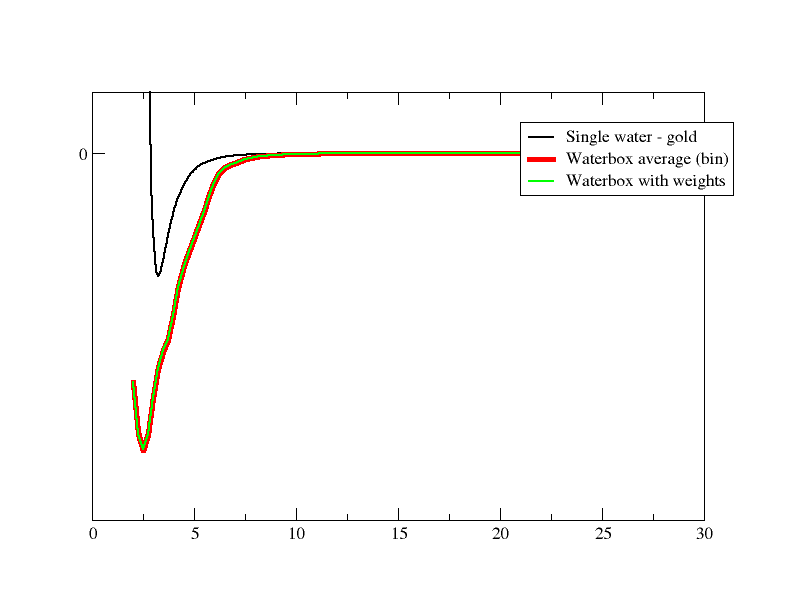 Single water - gold
Waterbox average (bin)
Waterbox with weights
0
0 5 10 15 20 25 30